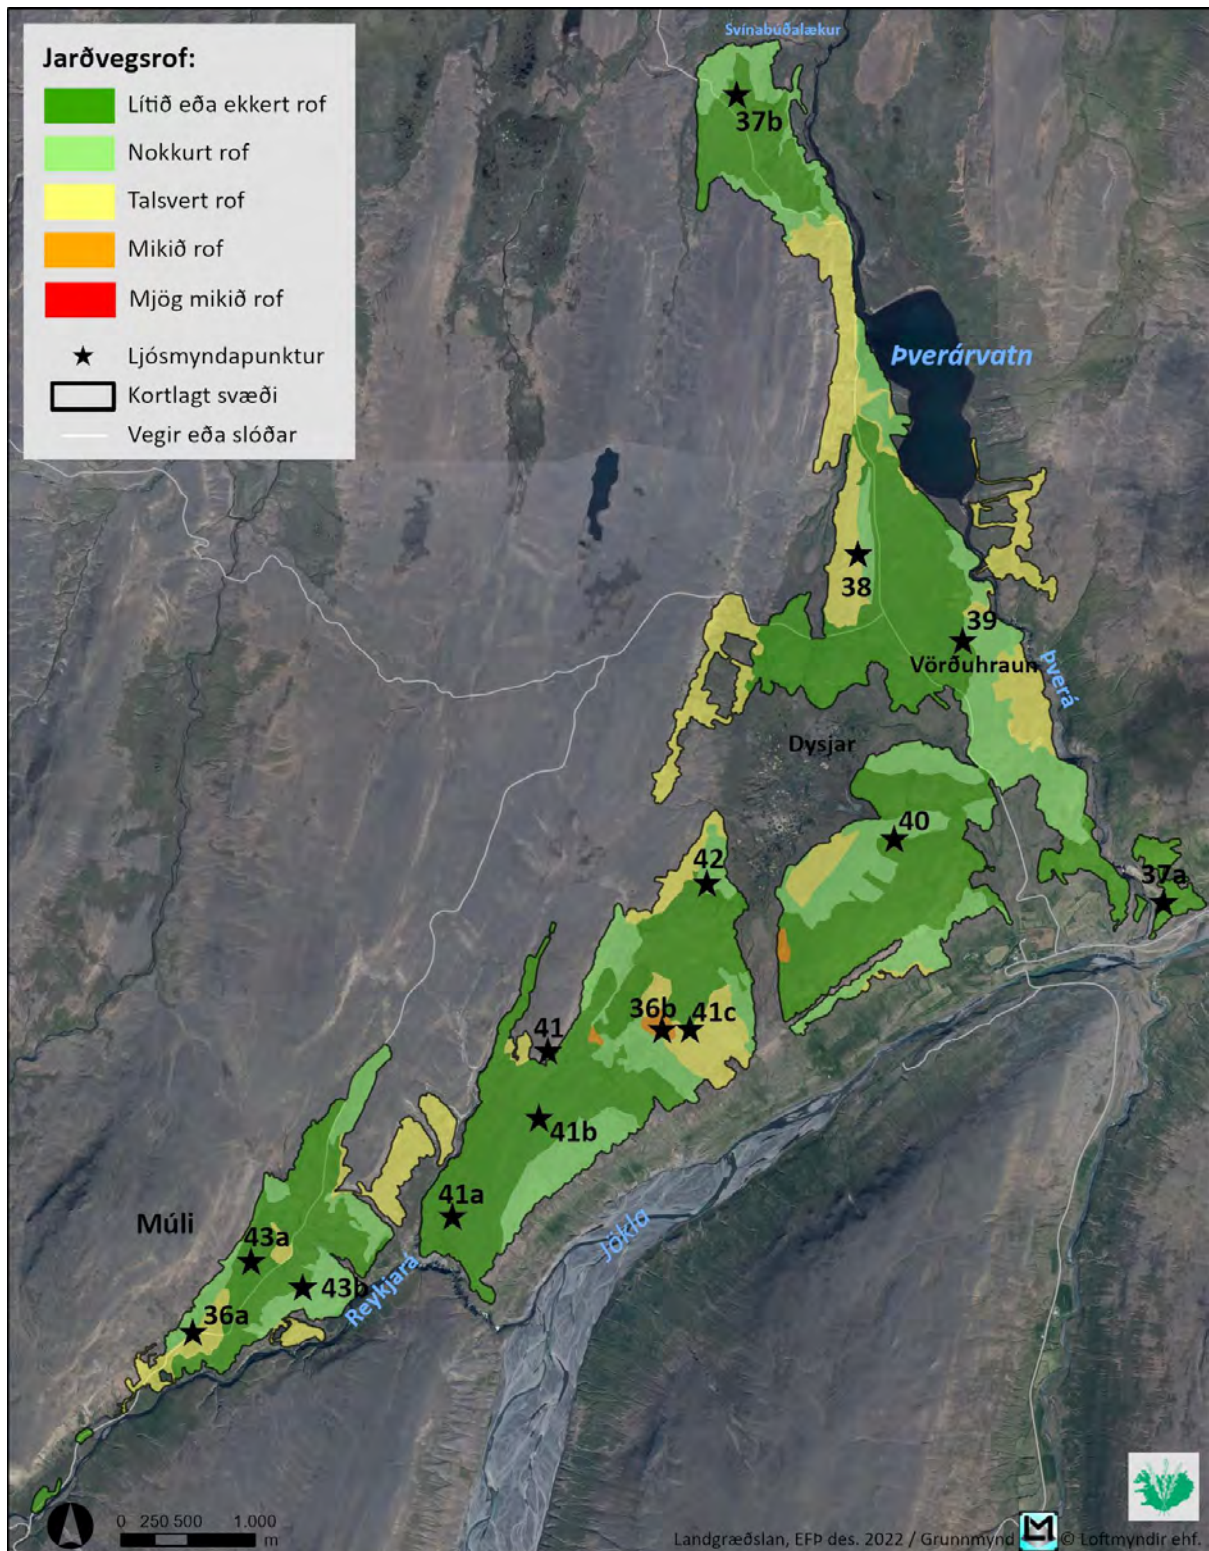 Jarðvegsrof:
Lítið eða ekkert rof
Nokkurt rof
Talsvert rof
Mikið rof
Mjög mikið rof
Ljósmyndapunktur
Kortlagt svæði
Vegir eða slóðar
Svínabúðalækur
37b
Þverárvatn
38
39
Vörðuhraun
Þverá
Dysjar
40
42
37a
36b
41c
41
41b
41a
Jökla
Múli
43a
43b
Reykjará
36a
0 250 500 1.000
m
Landgræðslan, EFÞ des. 2022 / Grunnmynd LM © Loftmyndir ehf.